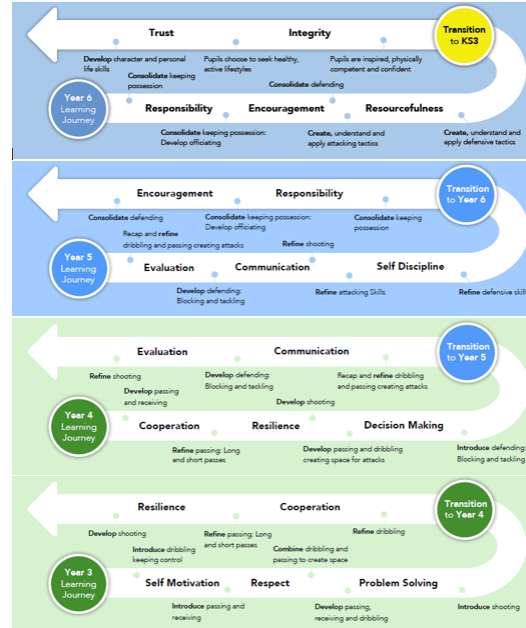 Trust
Integrity
Transition
to KS3
Develop character and personal
life skills
Pupils choose to seek healthy,
active lifestyles
Pupils are inspired, physically
competent and confident
Consolidate keeping
possession
Consolidate defending
Year 6
Learning
Journey
Responsibility
Encouragement
Resourcefulness
Consolidate keeping possession:
Develop officiating
Create, understand and
apply attacking tactics
Create, understand and
apply defensive tactics
Encouragement
Responsibility
Transition
to Year 6
Consolidate defending
Consolidate keeping possession:
Develop officiating
Consolidate keeping
possession
Recap and refine
dribbling and passing creating attacks
Refine shooting
Year 5
Learning
Journey
Evaluation
Communication
Self Discipline
Develop defending:
Blocking and tackling
Refine attacking Skills
Refine defensive skill
Evaluation
Communication
Transition
to Year 5
Refine shooting
Develop defending:
Blocking and tackling
Recap and refine dribbling
and passing creating attacks
Develop passing
and receiving
Develop shooting
Year 4
Learning
Journey
Cooperation
Resilience
Decision Making
Refine passing: Long
and short passes
Develop passing and dribbling
creating space for attacks
Introduce defending:
Blocking and tackling
Resilience
Cooperation
Transition
to Year 4
Develop shooting
Refine passing: Long
and short passes
Refine dribbling
Introduce dribbling
keeping control
Combine dribbling and
passing to create space
Year 3
Learning
Journey
Self Motivation
Respect
Problem Solving
Introduce passing and
receiving
Develop passing,
receiving and dribbling
Introduce shooting